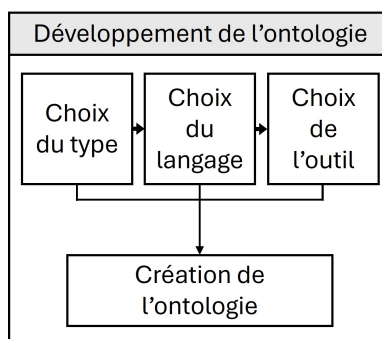 Développement de l’ontologie
Choix
du type
Choix
du
langage
Choix
de
l’outil
Création de
l’ontologie